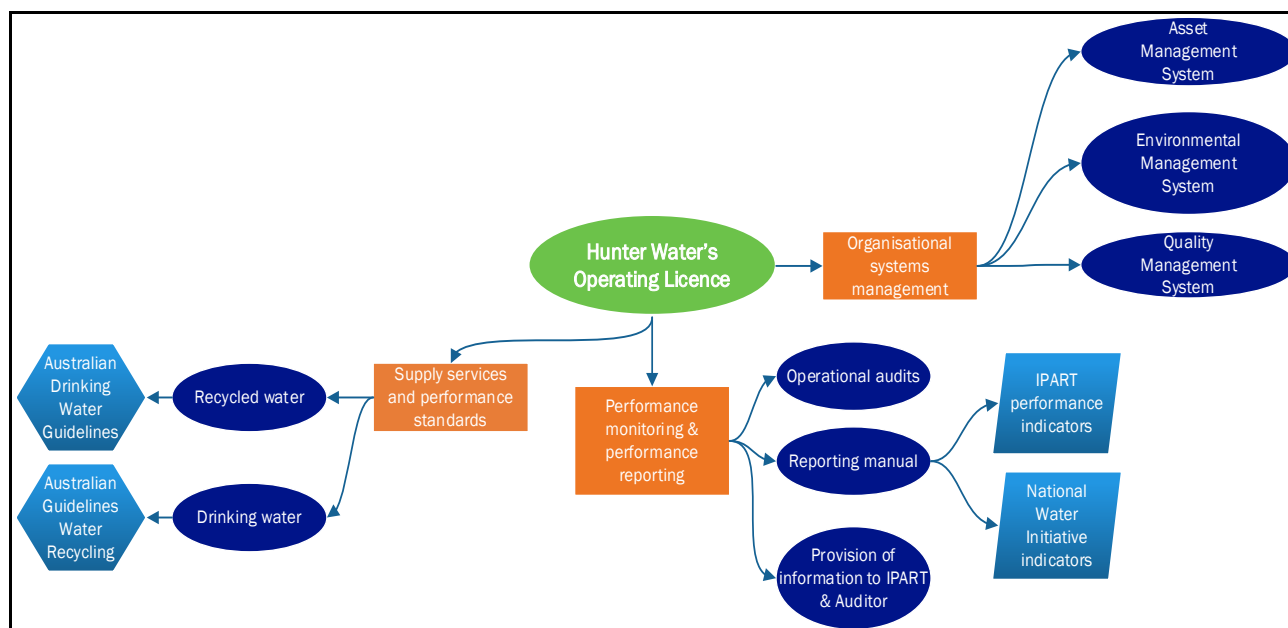 Asset
Management
System
Environmental
Management
System
Hunter Water's
Operating Licence
Organisational
systems
management
Quality
Management
System
Australian
Drinking
Water
Guidelines
Recycled water
Supply services
and performance
standards
Performance
monitoring &
performance
reporting
Operational audits
IPART
performance
indicators
Reporting manual
Australian
Guidelines
Water
Recycling
Drinking water
National
Water
Initiative
indicators
Provision of
information to IPART
& Auditor